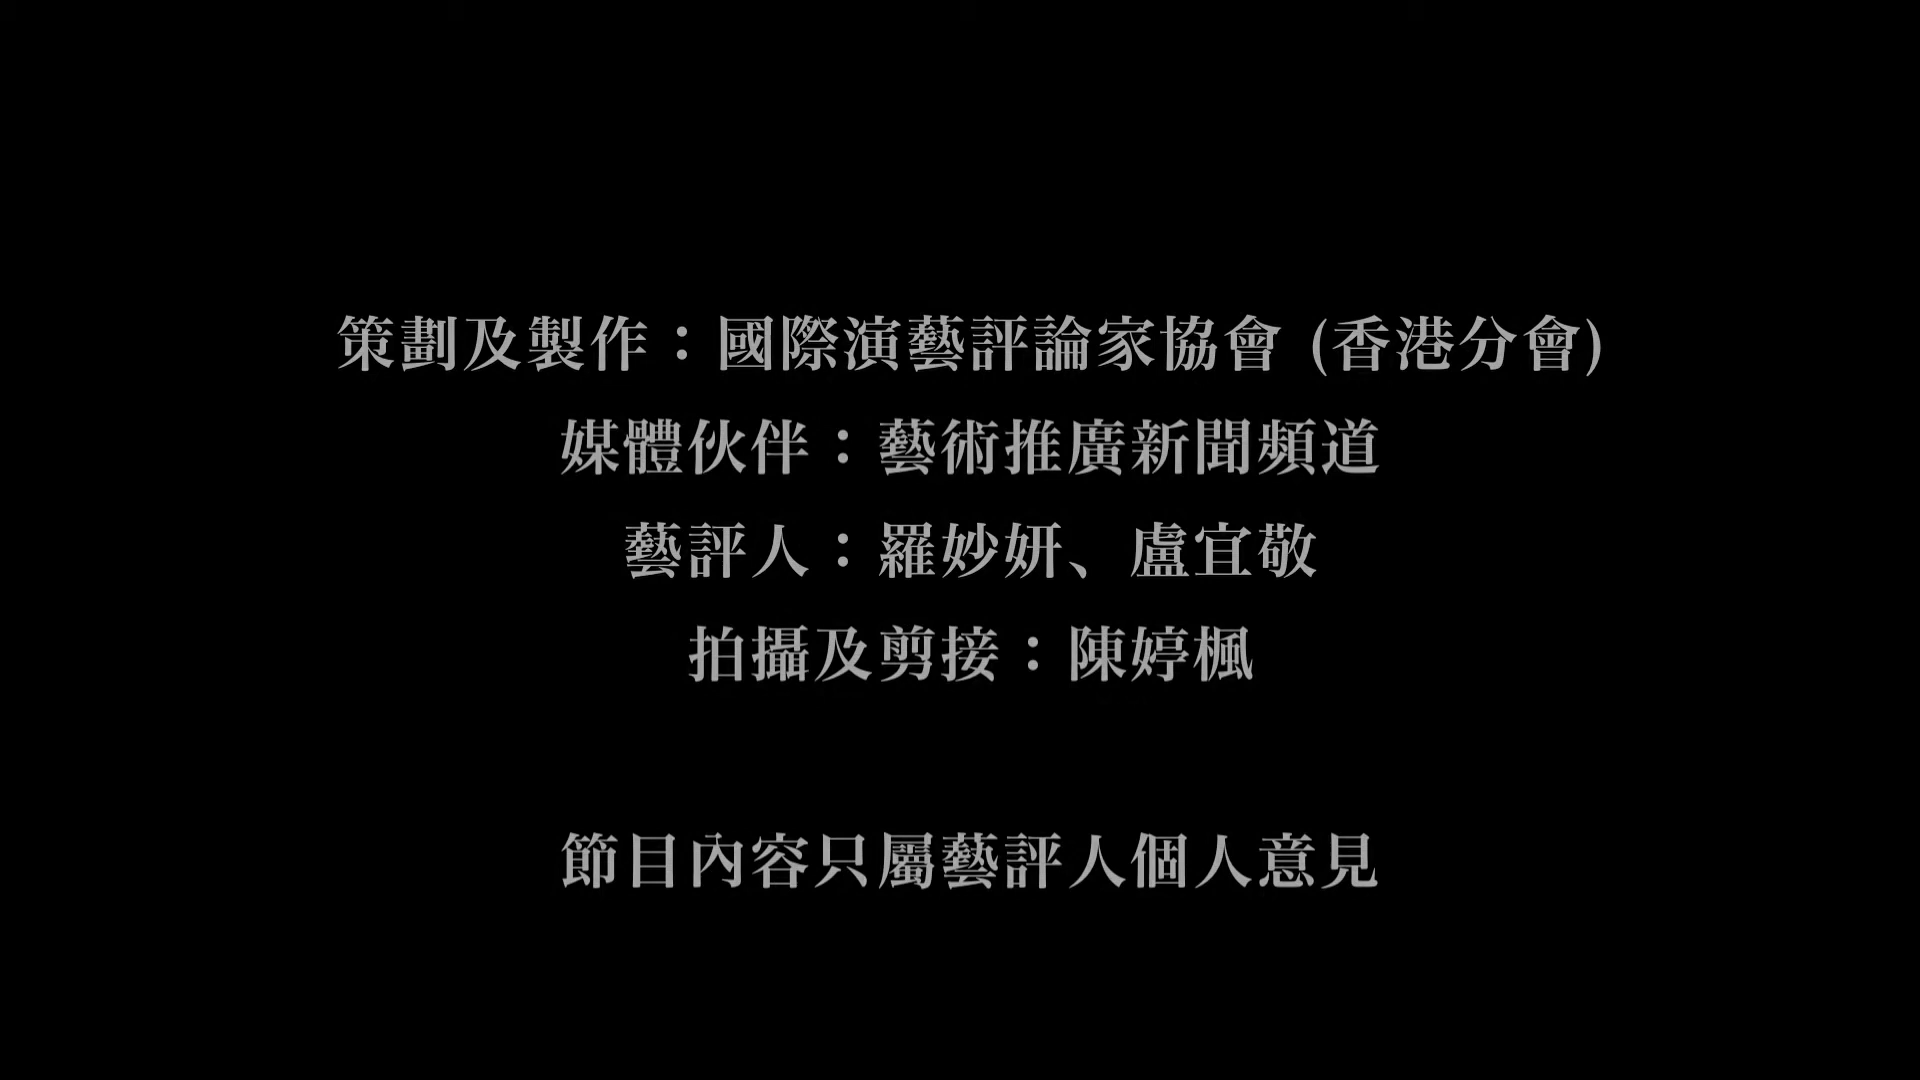 策劃及製作：國際演藝評論家協會 (香港分會)
媒體伙伴：藝術推廣新聞頻道
藝評人：羅妙妍、盧宜敬
拍攝及剪接：陳婷楓
節目內容只屬藝評人個人意見